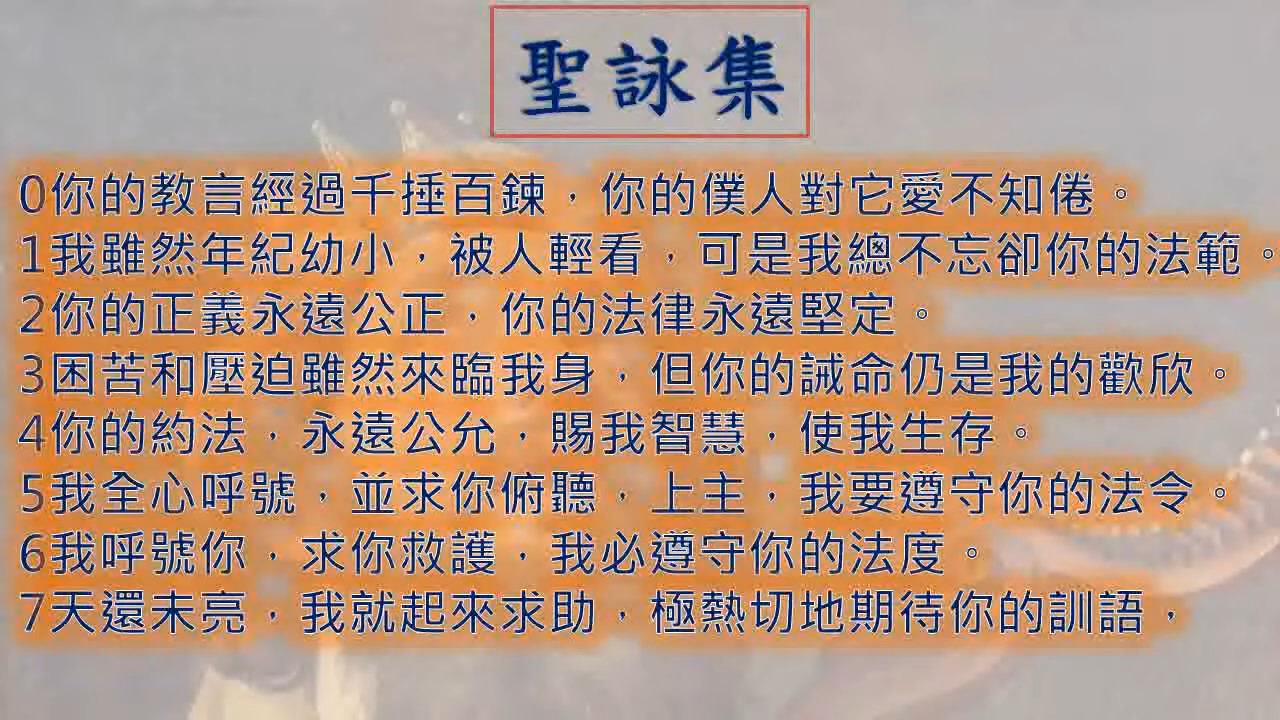 聖詠集
0你的教言經過千捶百鍊，你的僕人對它愛不知倦。
1我雖然年紀幼小，被人輕看，可是我總不忘卻你的法範。
2你的正義永遠公正，你的法律永遠堅定。
3困苦和壓迫雖然來臨我身，但你的誡命仍是我的歡欣。
4你的約法，永遠公允，賜我智慧，使我生存。
5我全心呼號，並求你俯聽，上主，我要遵守你的法令。
6我呼號你，求你救護，我必遵守你的法度。
7天還未亮，我就起來求助，極熱切地期待你的訓語，